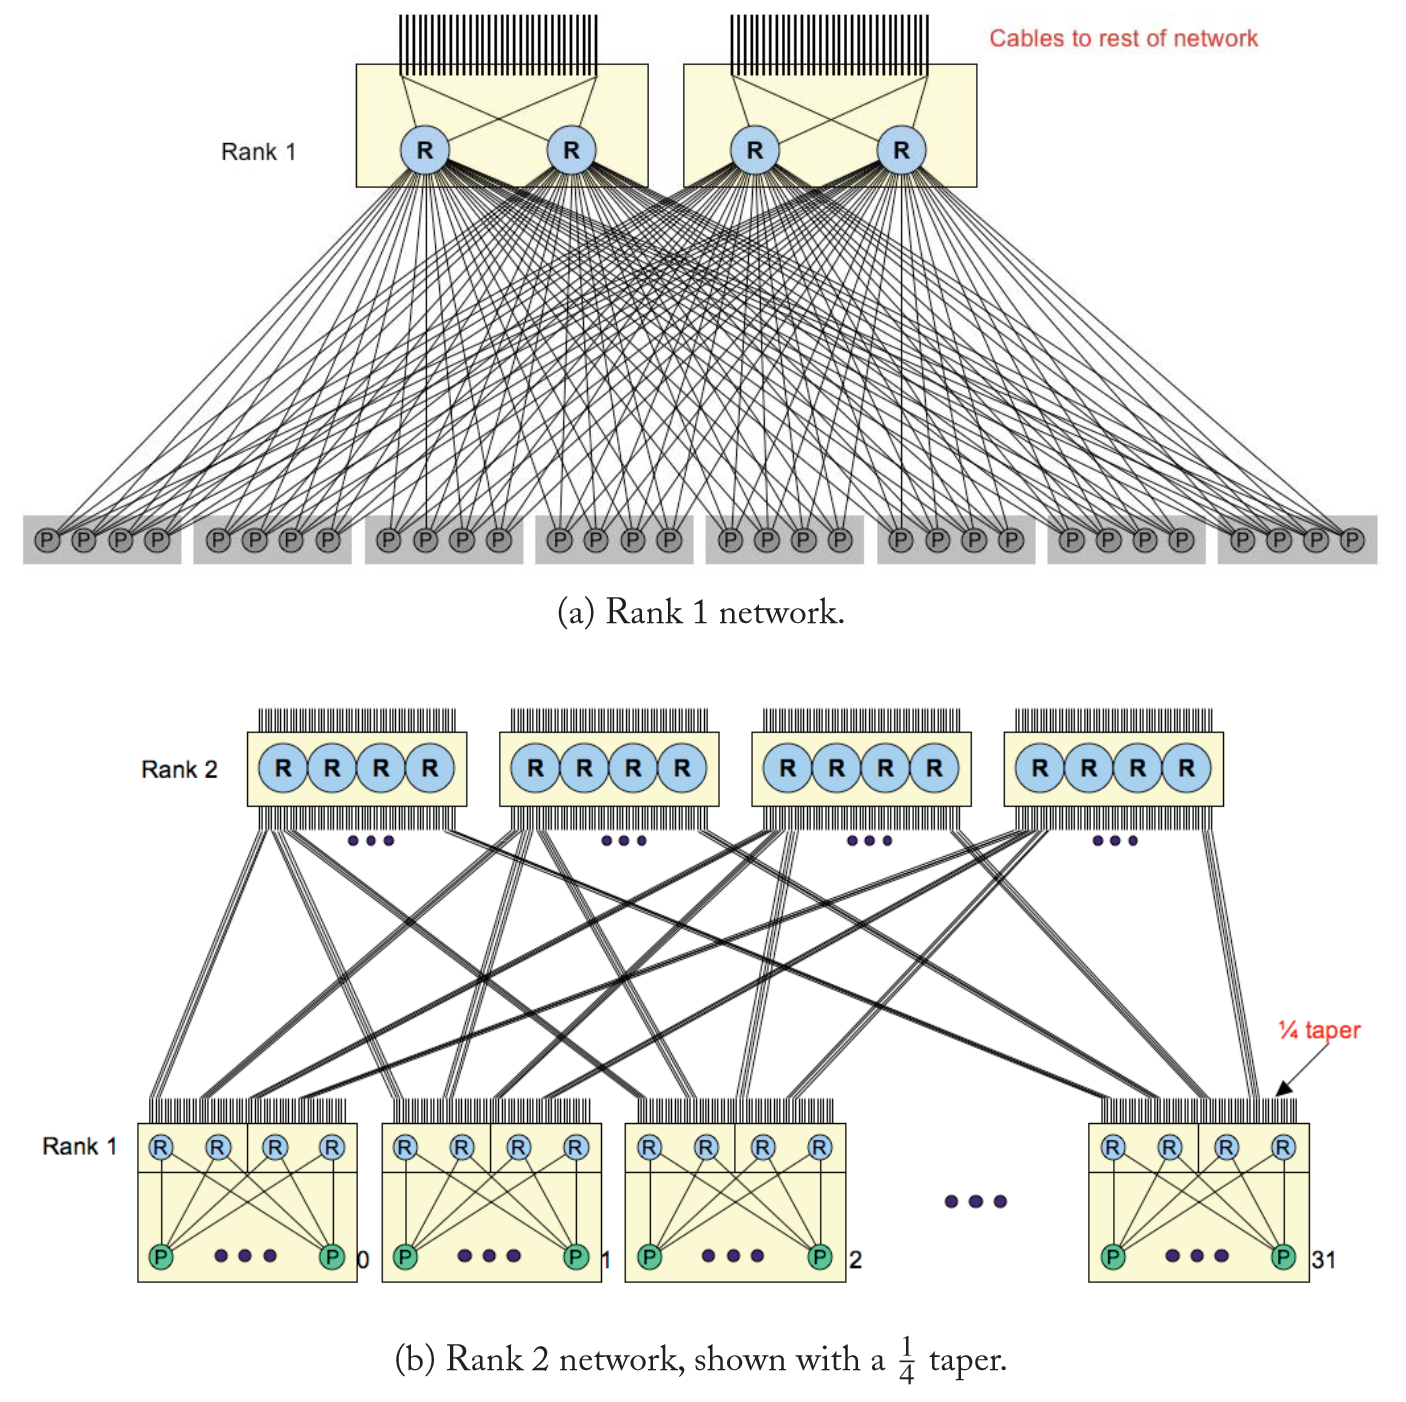 Cables to rest of network
Rank 1
R R R R
P P P P P P P P P P P P P P P P P P P P P P P P P P P P P P P P
(a) Rank 1 network.
Rank 2
R R R R R R R R R R R R R R R R
¼ taper
Rank 1
R R R R R R R R R R R R R R R R
P P 0 P P 1 P P 2 P P 31
(b) Rank 2 network, shown with a 1/4 taper.